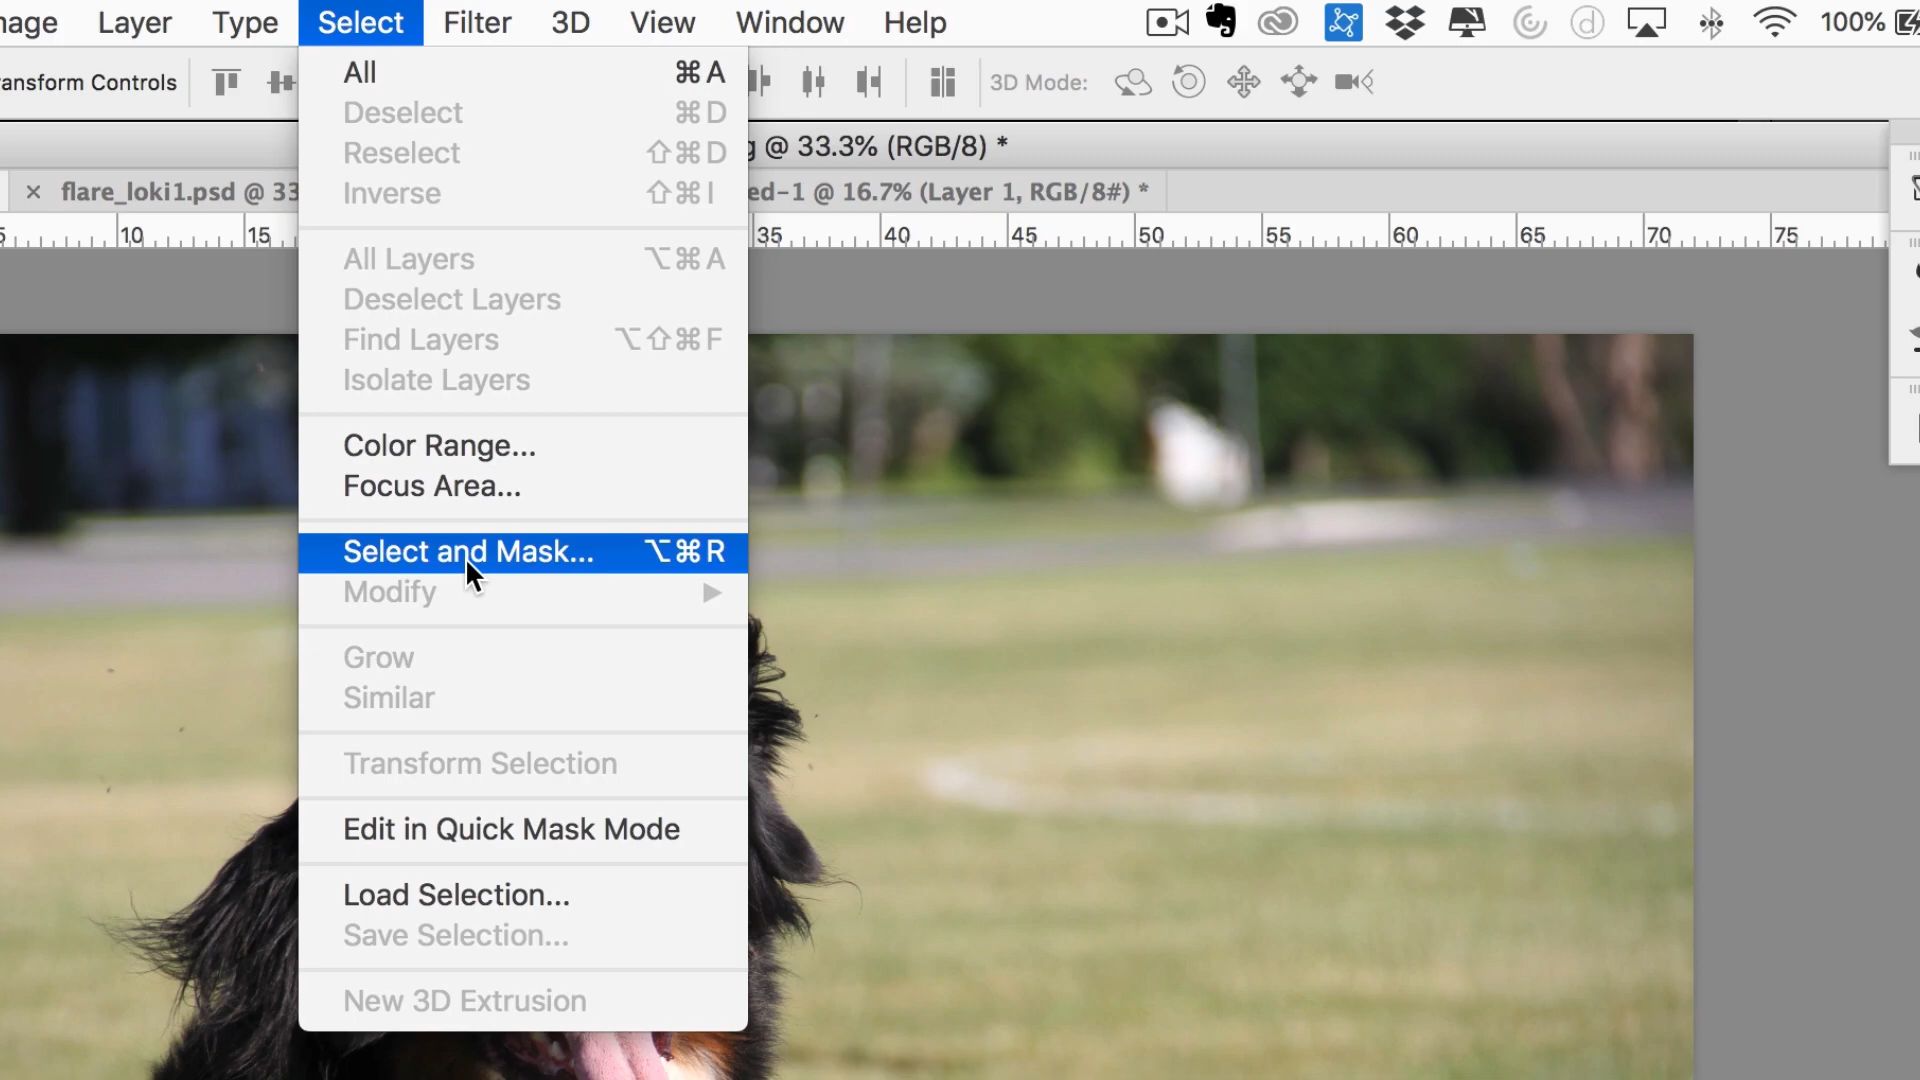 Layer Type Select Filter 3D View Window Help 100%
Controls 3D Mode:
@ 33.3% (RGB/8) *
× flare_loki1.psd @ 33
ed-1 @ 16.7% (Layer 1, RGB/8#) *
10 15 35 40 45 50 55 60 65 70 75
All ⌘A
Deselect ⌘D
Reselect ⇧⌘D
Inverse ⇧⌘I
All Layers ⌥⌘A
Deselect Layers
Find Layers ⌥⇧⌘F
Isolate Layers
Color Range...
Focus Area...
Select and Mask... ⌥⌘R
Modify ▶
Grow
Similar
Transform Selection
Edit in Quick Mask Mode
Load Selection...
Save Selection...
New 3D Extrusion